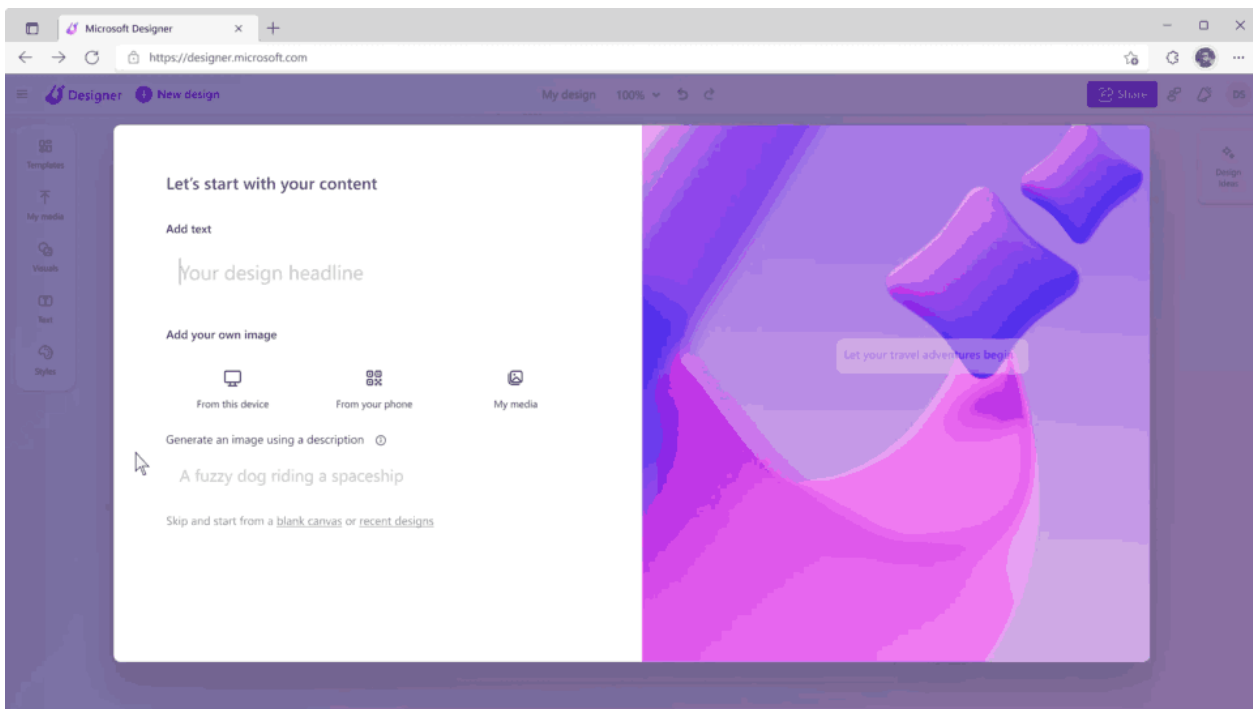 Microsoft Designer
https://designer.microsoft.com
Designer
New design
My design 100%
Share
DS
Templates
My media
Visuals
Text
Styles
Design
Ideas
Let's start with your content
Add text
Your design headline
Add your own image
From this device
From your phone
My media
Generate an image using a description
A fuzzy dog riding a spaceship
Skip and start from a blank canvas or recent designs
Let your travel adventures begin